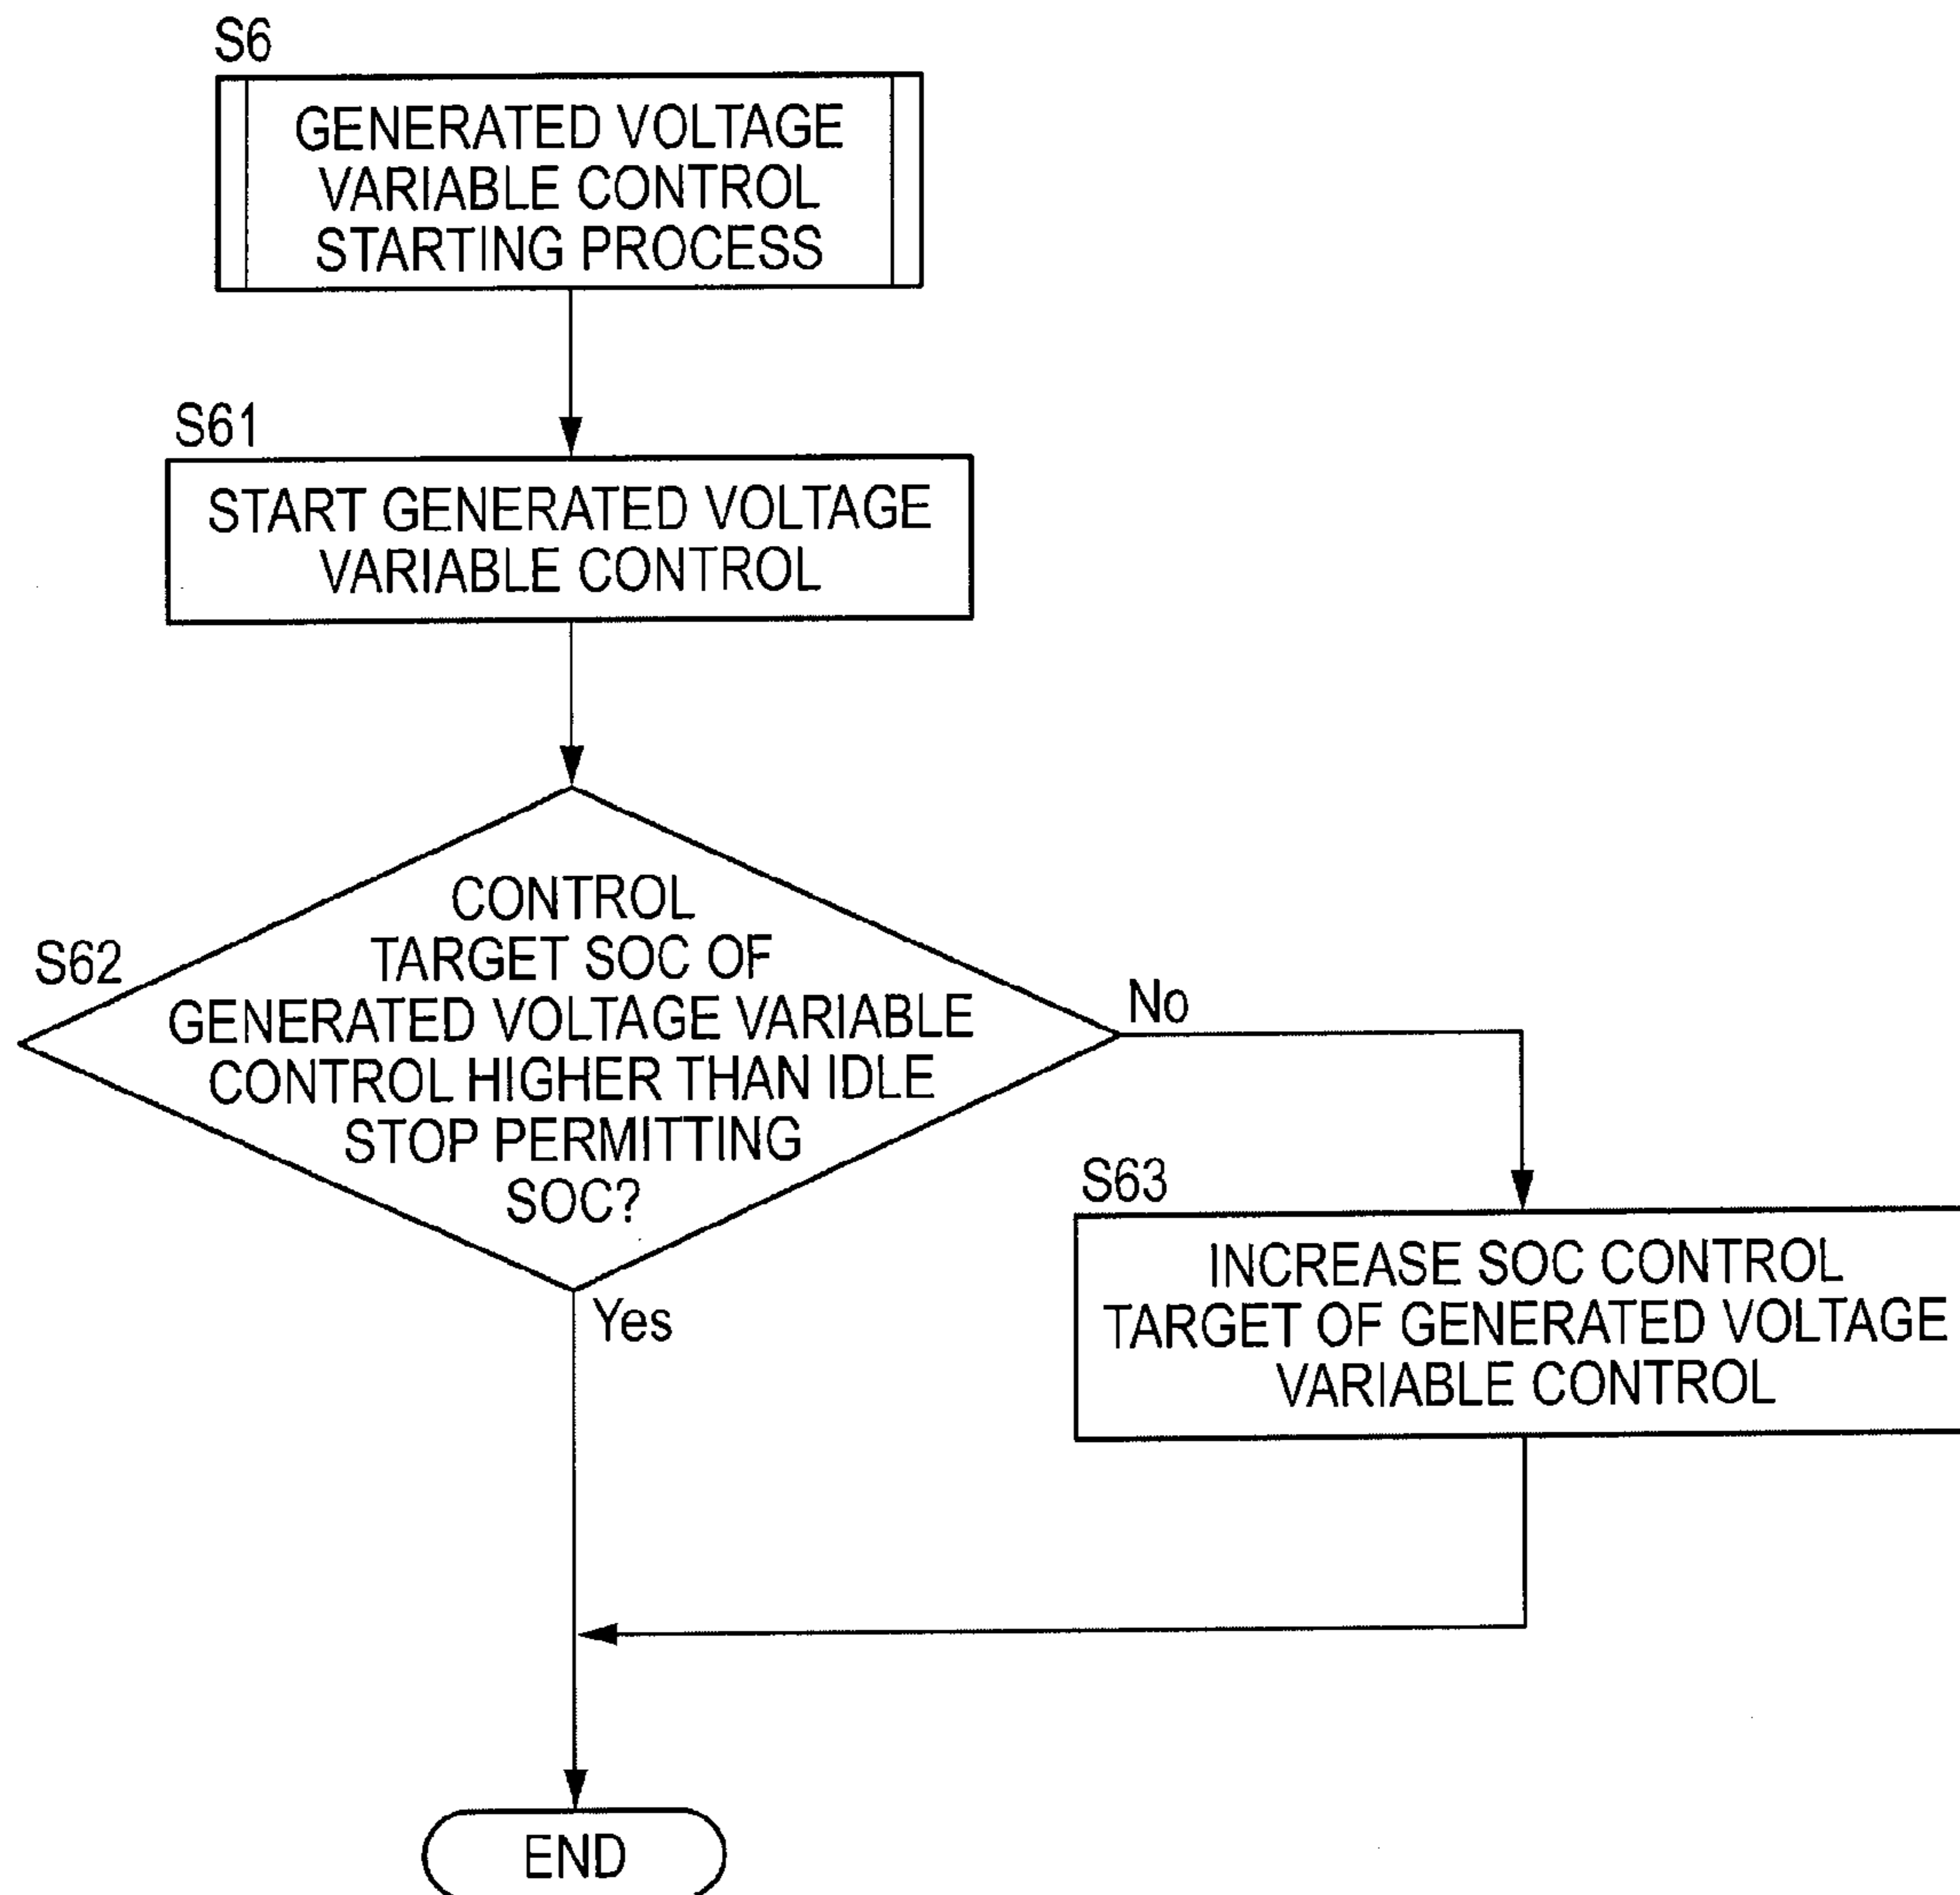 S6
GENERATED VOLTAGE
VARIABLE CONTROL
STARTING PROCESS
S61
START GENERATED VOLTAGE
VARIABLE CONTROL
S62
CONTROL
TARGET SOC OF
GENERATED VOLTAGE VARIABLE
CONTROL HIGHER THAN IDLE
STOP PERMITTING
SOC?
No
Yes
S63
INCREASE SOC CONTROL
TARGET OF GENERATED VOLTAGE
VARIABLE CONTROL
END